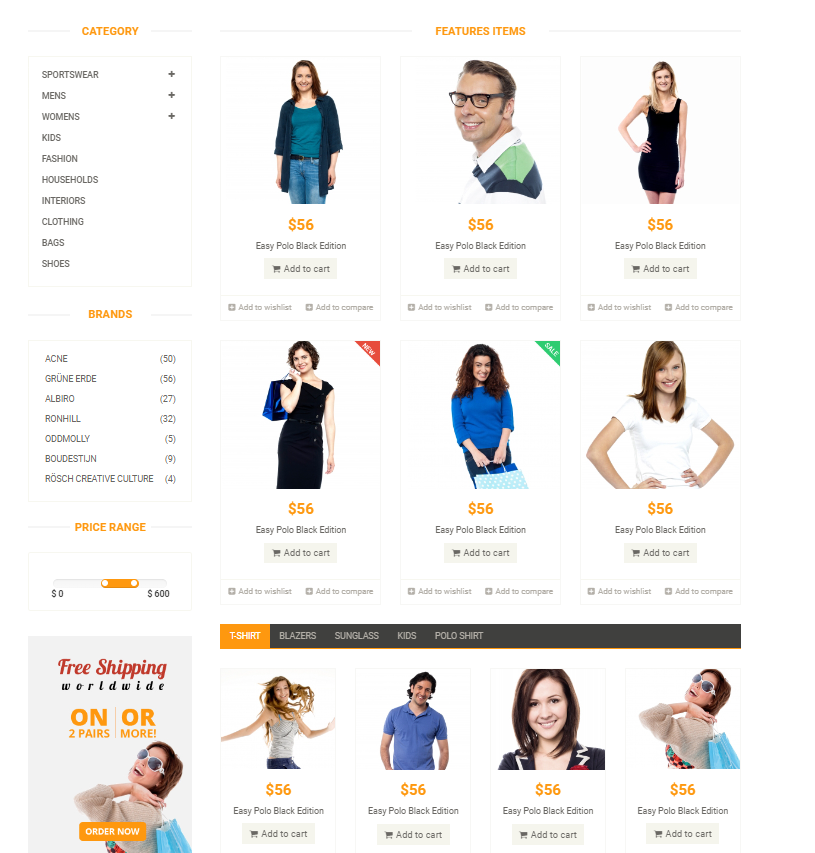 CATEGORY
SPORTSWEAR
MENS
WOMENS
KIDS
FASHION
HOUSEHOLDS
INTERIORS
CLOTHING
BAGS
SHOES
BRANDS
ACNE (50)
GRÜNE ERDE (56)
ALBIRO (27)
RONHILL (32)
ODDMOLLY (5)
BOUDESTIJN (9)
RÖSCH CREATIVE CULTURE (4)
PRICE RANGE
$ 0 $ 600
Free Shipping
worldwide
ON OR
2 PAIRS MORE!
ORDER NOW
FEATURES ITEMS
$56 $56 $56
Easy Polo Black Edition Easy Polo Black Edition Easy Polo Black Edition
Add to cart Add to cart Add to cart
Add to wishlist Add to compare Add to wishlist Add to compare Add to wishlist Add to compare
NEW SALE
$56 $56 $56
Easy Polo Black Edition Easy Polo Black Edition Easy Polo Black Edition
Add to cart Add to cart Add to cart
Add to wishlist Add to compare Add to wishlist Add to compare Add to wishlist Add to compare
T-SHIRT BLAZERS SUNGLASS KIDS POLO SHIRT
$56 $56 $56 $56
Easy Polo Black Edition Easy Polo Black Edition Easy Polo Black Edition Easy Polo Black Edition
Add to cart Add to cart Add to cart Add to cart